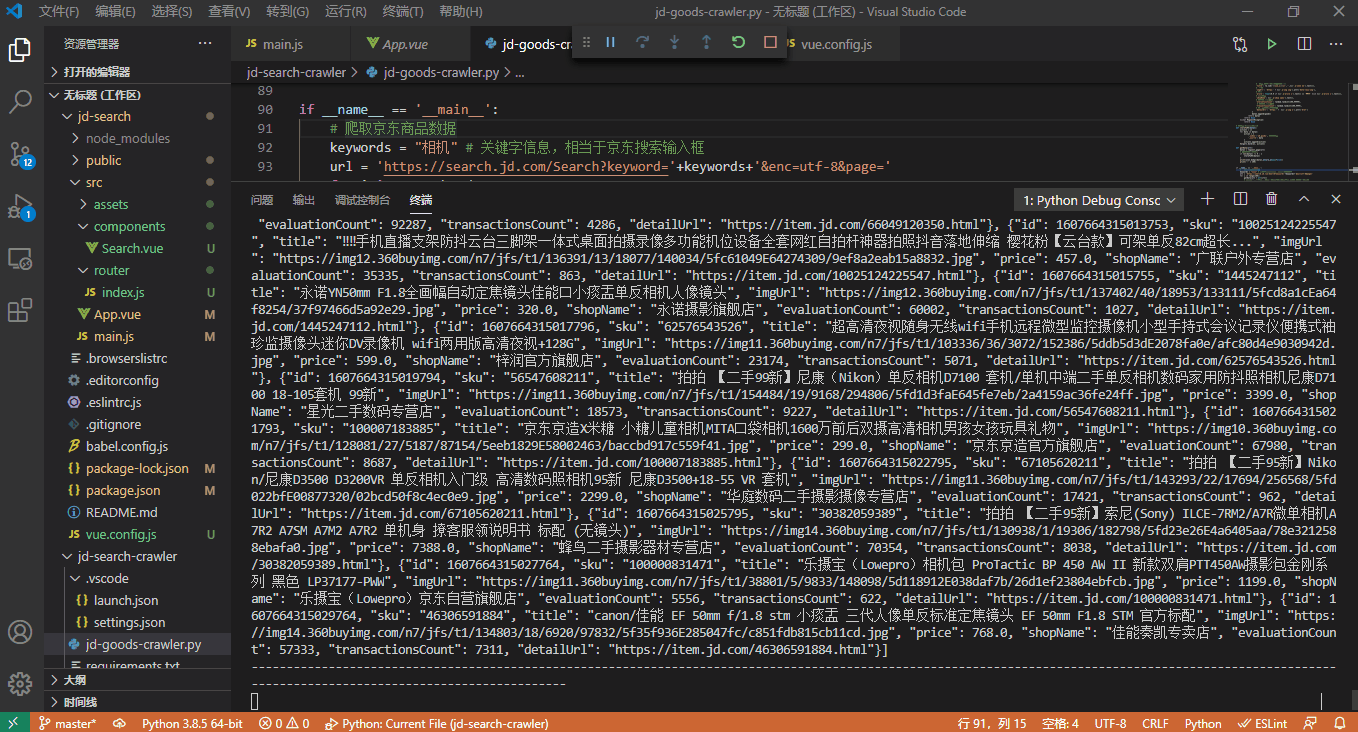 文件(F) 编辑(E) 选择(S) 查看(V) 转到(G) 运行(R) 终端(T) 帮助(H) jd-goods-crawler.py - 无标题 (工作区) - Visual Studio Code
资源管理器
JS main.js
App.vue
jd-goods-cra
JS vue.config.js
打开的编辑器
无标题 (工作区)
jd-search
node_modules
public
src
assets
components
Search.vue U
router
JS index.js U
App.vue M
JS main.js M
.browserslistrc
.editorconfig
.eslintrc.js
.gitignore
babel.config.js
{} package-lock.json M
{} package.json M
README.md
JS vue.config.js U
jd-search-crawler
.vscode
{} launch.json
{} settings.json
jd-goods-crawler.py
requirements.txt
大纲
时间线
12
1
jd-search-crawler > jd-goods-crawler.py > ...
89
90 if __name__ == '__main__':
91 # 爬取京东商品数据
92 keywords = "相机" # 关键字信息，相当于京东搜索输入框
93 url = 'https://search.jd.com/Search?keyword='+keywords+'&enc=utf-8&page='
问题 输出 调试控制台 终端 1: Python Debug Consc
"evaluationCount": 92287, "transactionsCount": 4286, "detailUrl": "https://item.jd.com/66049120350.html"}, {"id": 1607664315013753, "sku": "10025124225547
", "title": "!!!!手机直播支架防抖云台三脚架一体式桌面拍摄录像多功能机位设备全套网红自拍杆神器拍照抖音落地伸缩 樱花粉【云台款】可架单反82cm超长...", "imgUrl
": "https://img12.360buyimg.com/n7/jfs/t1/136391/13/18077/140034/5fc61049E64274309/9ef8a2eab15a8832.jpg", "price": 457.0, "shopName": "广联户外专营店", "ev
aluationCount": 35335, "transactionsCount": 863, "detailUrl": "https://item.jd.com/10025124225547.html"}, {"id": 1607664315015755, "sku": "1445247112", "ti
tle": "永诺YN50mm F1.8全画幅自动定焦镜头佳能口小痰盂单反相机人像镜头", "imgUrl": "https://img12.360buyimg.com/n7/jfs/t1/137402/40/18953/133111/5fcd8a1cEa64
f8254/37f97466d5a92e29.jpg", "price": 320.0, "shopName": "永诺摄影旗舰店", "evaluationCount": 60002, "transactionsCount": 1027, "detailUrl": "https://item.
jd.com/1445247112.html"}, {"id": 1607664315017796, "sku": "62576543526", "title": "超高清夜视随身无线wifi手机远程微型监控摄像机小型手持式会议记录仪便携式袖
珍监摄像头迷你DV录像机 wifi两用版高清夜视+128G", "imgUrl": "https://img11.360buyimg.com/n7/jfs/t1/103336/36/3072/152386/5ddb5d3dE2078fa0e/afc80d4e9030942d.
jpg", "price": 599.0, "shopName": "梓润官方旗舰店", "evaluationCount": 23174, "transactionsCount": 5071, "detailUrl": "https://item.jd.com/62576543526.html
"}, {"id": 1607664315019794, "sku": "56547608211", "title": "拍拍 【二手99新】尼康（Nikon）单反相机D7100 套机/单机中端二手单反相机数码家用防抖照相机尼康D71
00 18-105套机 99新", "imgUrl": "https://img11.360buyimg.com/n7/jfs/t1/154484/19/9168/294806/5fd1d3faE645fe7eb/2a4159ac36fe24ff.jpg", "price": 3399.0, "shop
Name": "星光二手数码专营店", "evaluationCount": 18573, "transactionsCount": 9227, "detailUrl": "https://item.jd.com/56547608211.html"}, {"id": 160766431502
1793, "sku": "100007183885", "title": "京东京造X米糖 小糖儿童相机MITA口袋相机1600万前后双摄高清相机男孩女孩玩具礼物", "imgUrl": "https://img10.360buyimg.co
m/n7/jfs/t1/128081/27/5187/87154/5eeb1829E58002463/baccbd917c559f41.jpg", "price": 299.0, "shopName": "京东京造官方旗舰店", "evaluationCount": 67980, "tran
sactionsCount": 8687, "detailUrl": "https://item.jd.com/100007183885.html"}, {"id": 1607664315022795, "sku": "67105620211", "title": "拍拍 【二手95新】Niko
n/尼康D3500 D3200VR 单反相机入门级 高清数码照相机95新 尼康D3500+18-55 VR 套机", "imgUrl": "https://img11.360buyimg.com/n7/jfs/t1/143293/22/17694/256568/5fd
022bfE00877320/02bcd50f8c4ec0e9.jpg", "price": 2299.0, "shopName": "华庭数码二手摄影摄像专营店", "evaluationCount": 17421, "transactionsCount": 962, "detai
lUrl": "https://item.jd.com/67105620211.html"}, {"id": 1607664315025795, "sku": "30382059389", "title": "拍拍 【二手95新】索尼(Sony) ILCE-7RM2/A7R微单相机A
7R2 A7SM A7M2 A7R2 单机身 撩客服领说明书 标配 (无镜头)", "imgUrl": "https://img14.360buyimg.com/n7/jfs/t1/130938/1/19306/182798/5fd23e26E4a6405aa/78e321258
8ebafa0.jpg", "price": 7388.0, "shopName": "蜂鸟二手摄影器材专营店", "evaluationCount": 70354, "transactionsCount": 8038, "detailUrl": "https://item.jd.com
/30382059389.html"}, {"id": 1607664315027764, "sku": "100000831471", "title": "乐摄宝（Lowepro）相机包 ProTactic BP 450 AW II 新款双肩PTT450AW摄影包金刚系
列 黑色 LP37177-PWW", "imgUrl": "https://img11.360buyimg.com/n7/jfs/t1/38801/5/9833/148098/5d118912E038daf7b/26d1ef23804ebfcb.jpg", "price": 1199.0, "shopN
ame": "乐摄宝（Lowepro）京东自营旗舰店", "evaluationCount": 5556, "transactionsCount": 622, "detailUrl": "https://item.jd.com/100000831471.html"}, {"id": 1
607664315029764, "sku": "46306591884", "title": "canon/佳能 EF 50mm f/1.8 stm 小痰盂 三代人像单反标准定焦镜头 EF 50mm F1.8 STM 官方标配", "imgUrl": "https:
//img14.360buyimg.com/n7/jfs/t1/134803/18/6920/97832/5f35f936E285047fc/c851fdb815cb11cd.jpg", "price": 768.0, "shopName": "佳能奏凯专卖店", "evaluationCoun
t": 57333, "transactionsCount": 7311, "detailUrl": "https://item.jd.com/46306591884.html"}]
master* Python 3.8.5 64-bit 0 0 Python: Current File (jd-search-crawler) 行 91，列 15 空格: 4 UTF-8 CRLF Python ESLint